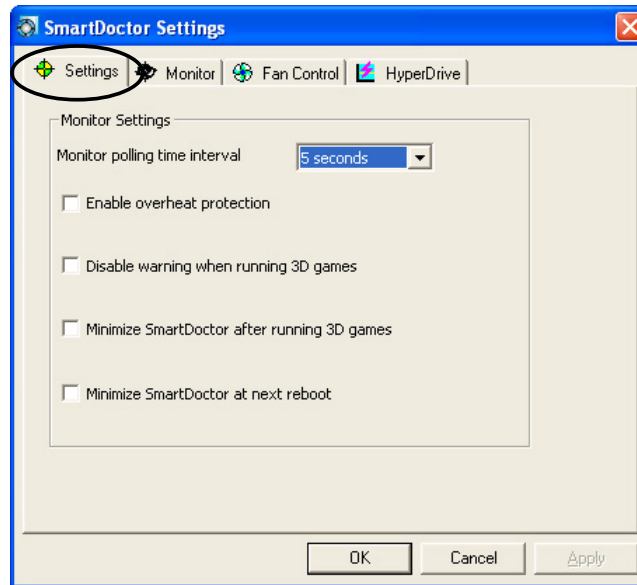 SmartDoctor Settings
Settings Monitor Fan Control HyperDrive
Monitor Settings
Monitor polling time interval 5 seconds
Enable overheat protection
Disable warning when running 3D games
Minimize SmartDoctor after running 3D games
Minimize SmartDoctor at next reboot
OK Cancel Apply